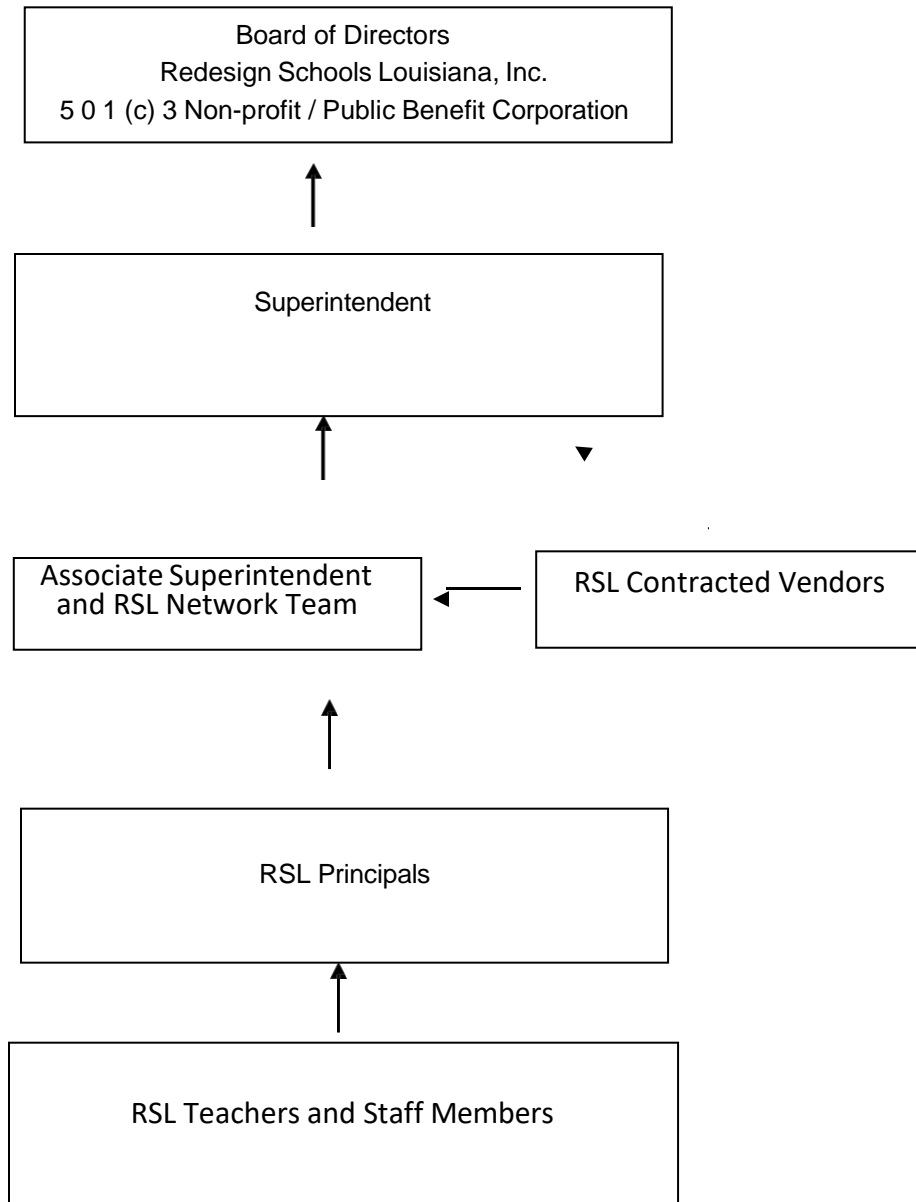 Board of Directors
Redesign Schools Louisiana, Inc.
5 0 1 (c) 3 Non-profit / Public Benefit Corporation
Superintendent
Associate Superintendent
and RSL Network Team
RSL Contracted Vendors
RSL Principals
RSL Teachers and Staff Members